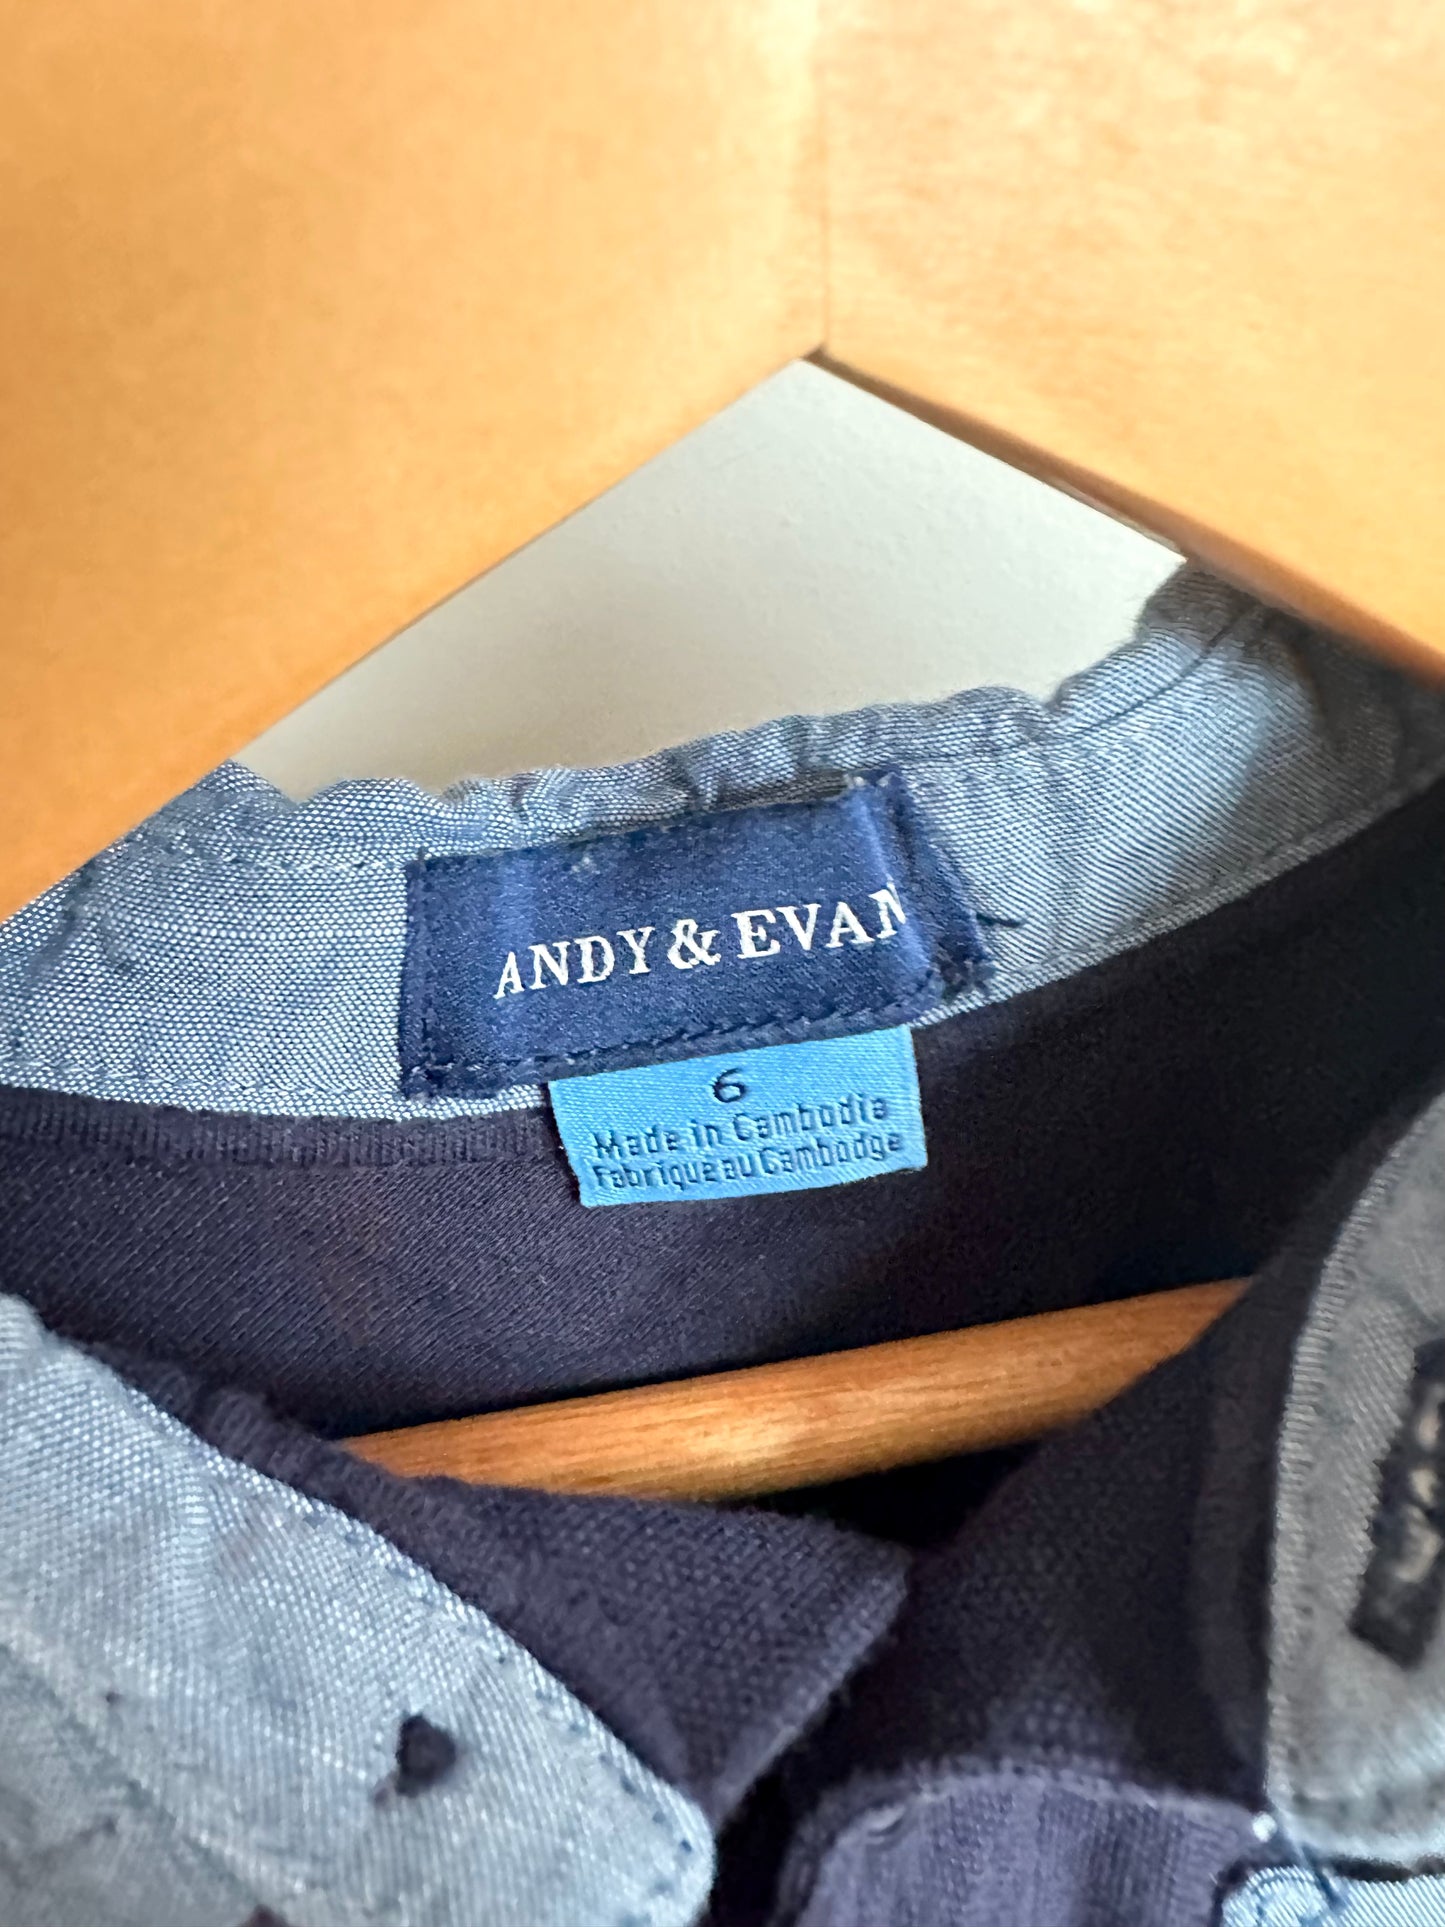 ANDY & EVAN
6
Made in Cambodia
Fabriqué au Cambodge